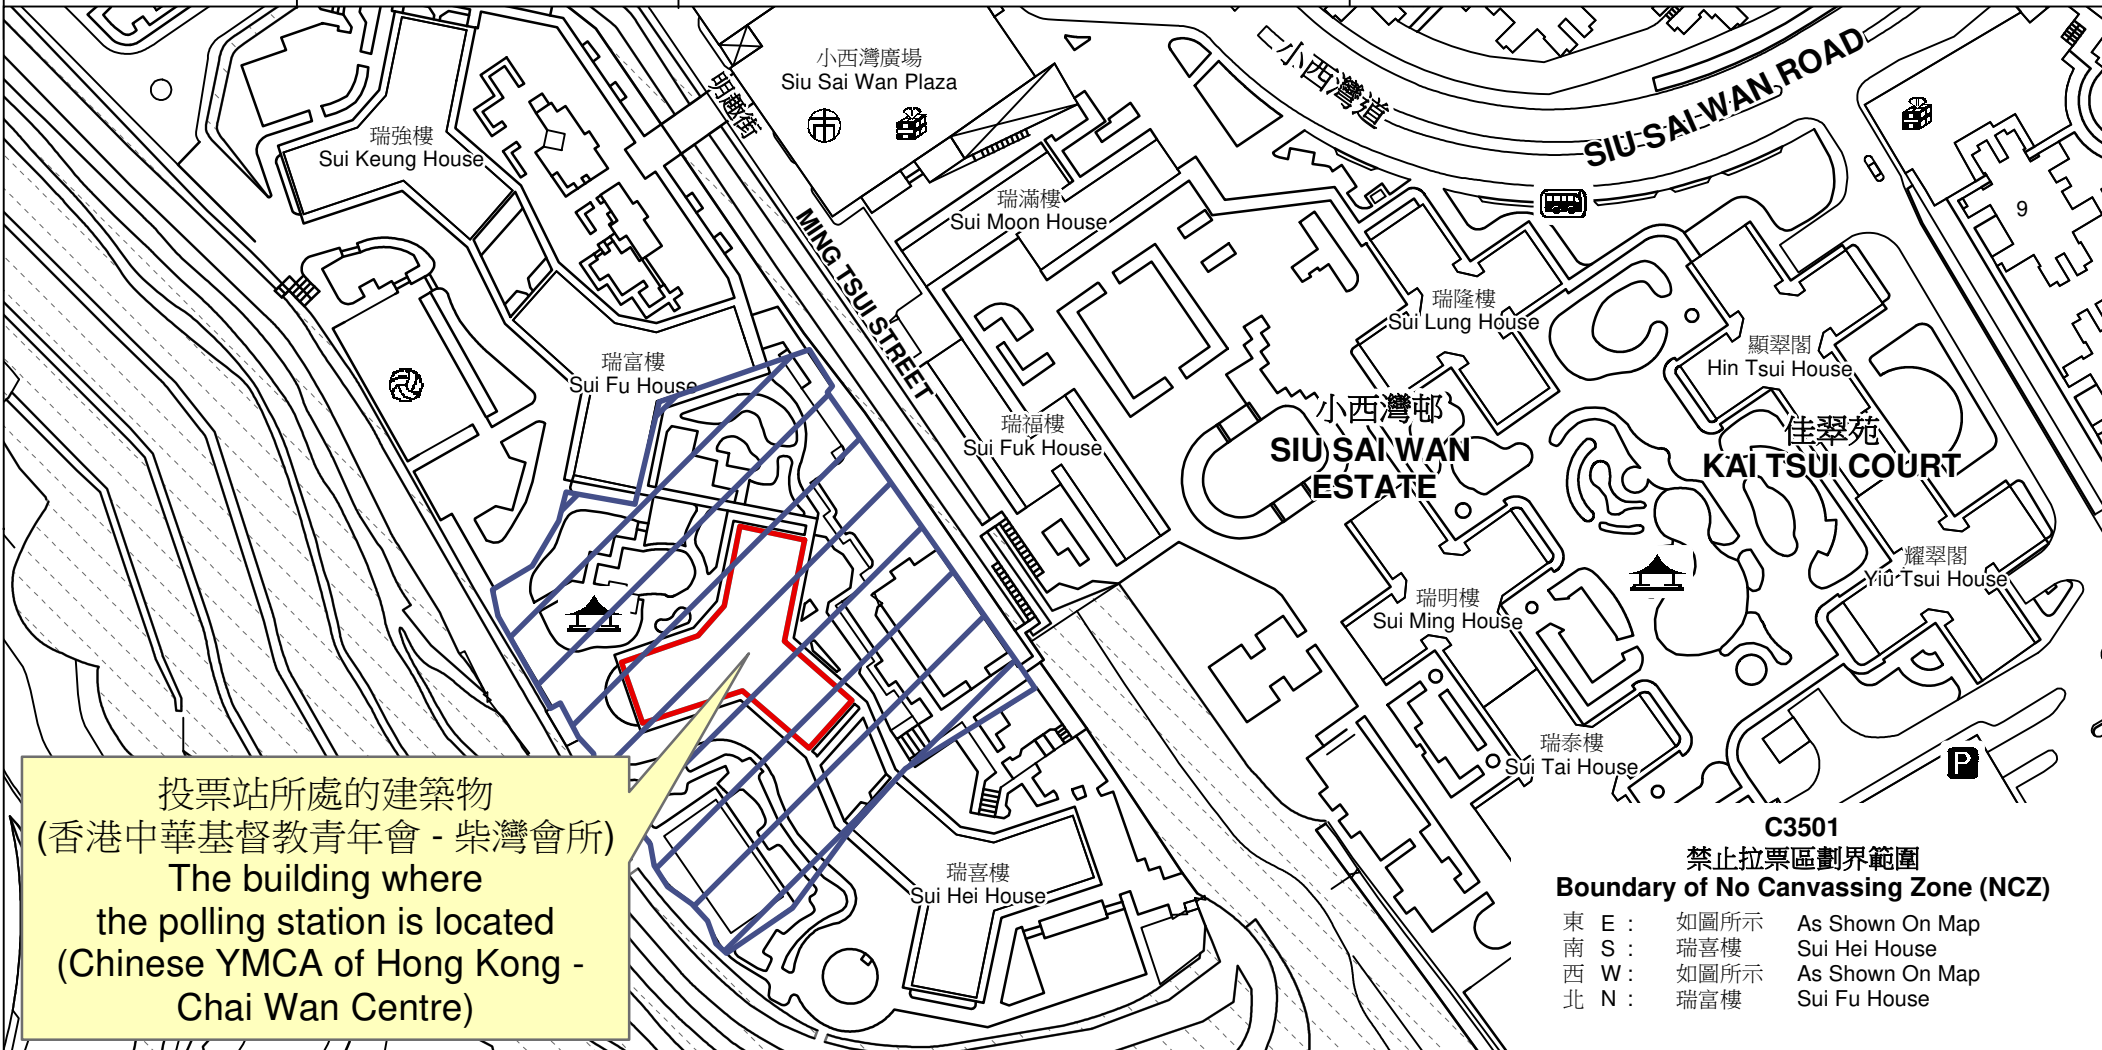 小西灣廣場
Siu Sai Wan Plaza
明趣街
小西灣道
SIU SAI WAN ROAD
瑞強樓
Sui Keung House
瑞滿樓
Sui Moon House
9
MING TSUI STREET
瑞隆樓
Sui Lung House
顯翠閣
Hin Tsui House
瑞富樓
Sui Fu House
瑞福樓
Sui Fuk House
小西灣邨
SIU SAI WAN
ESTATE
佳翠苑
KAI TSUI COURT
耀翠閣
Yiu Tsui House
瑞明樓
Sui Ming House
瑞泰樓
Sui Tai House
P
瑞喜樓
Sui Hei House
投票站所處的建築物
(香港中華基督教青年會 - 柴灣會所)
The building where
the polling station is located
(Chinese YMCA of Hong Kong -
Chai Wan Centre)
C3501
禁止拉票區劃界範圍
Boundary of No Canvassing Zone (NCZ)
東 E : 如圖所示 As Shown On Map
南 S : 瑞喜樓 Sui Hei House
西 W : 如圖所示 As Shown On Map
北 N : 瑞富樓 Sui Fu House